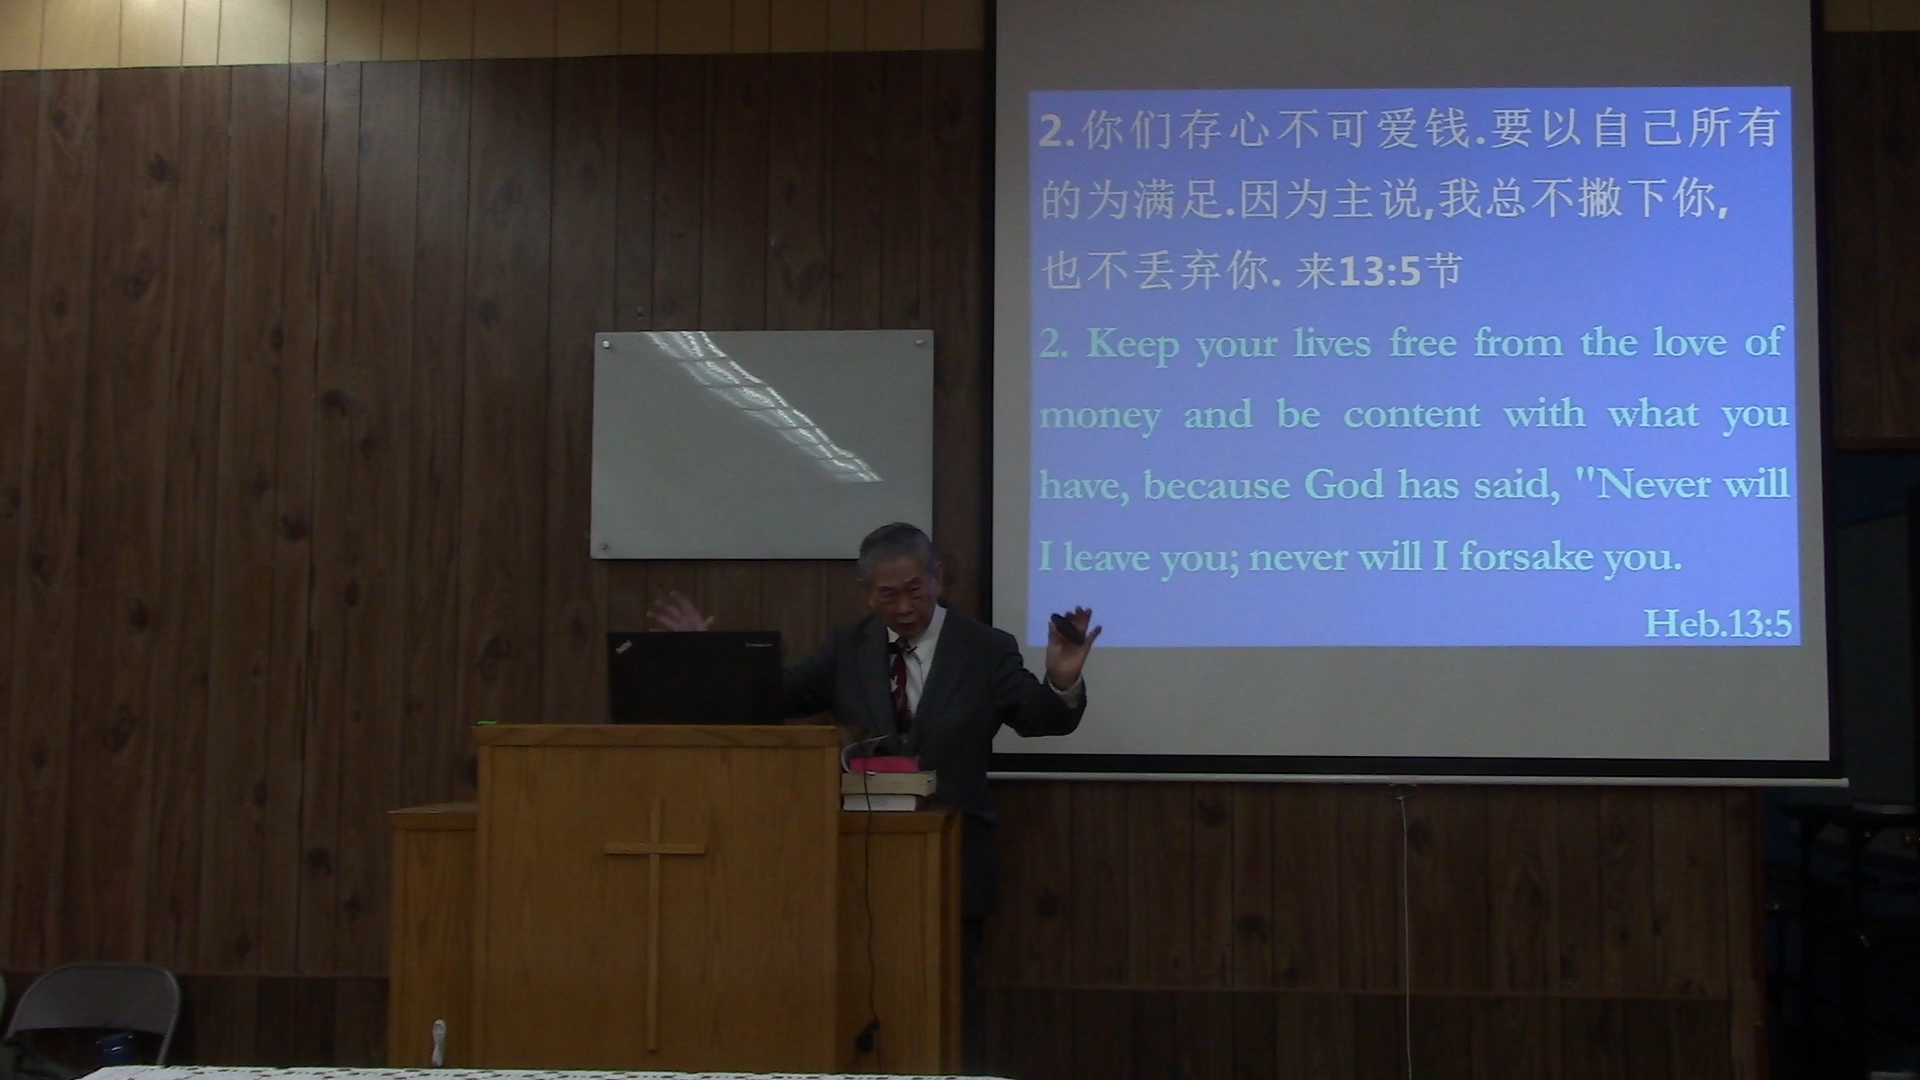 2.你们存心不可爱钱.要以自己所有
的为满足.因为主说,我总不撇下你,
也不丢弃你. 来13:5节
2. Keep your lives free from the love of
money and be content with what you
have, because God has said, "Never will
I leave you; never will I forsake you.
Heb.13:5